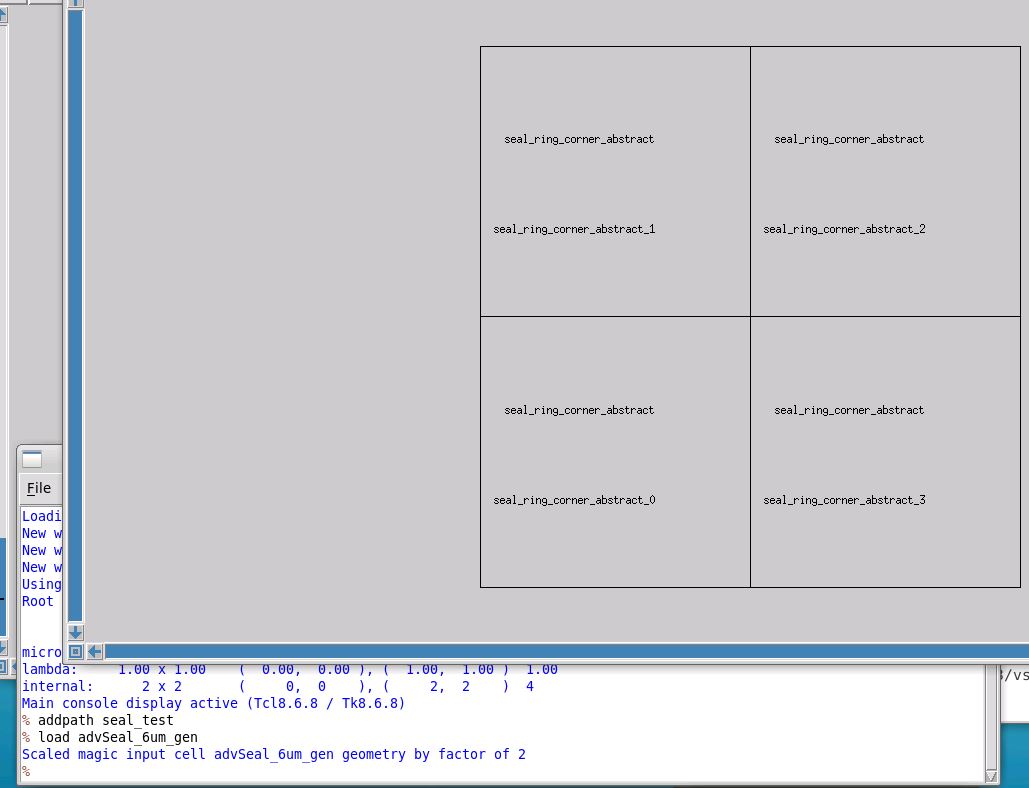 seal_ring_corner_abstract seal_ring_corner_abstract
seal_ring_corner_abstract_1 seal_ring_corner_abstract_2
seal_ring_corner_abstract seal_ring_corner_abstract
seal_ring_corner_abstract_0 seal_ring_corner_abstract_3
File
Loadi
New w
New w
New w
Using
Root
micro
lambda: 1.00 x 1.00 ( 0.00, 0.00 ), ( 1.00, 1.00 ) 1.00
internal: 2 x 2 ( 0, 0 ), ( 2, 2 ) 4
Main console display active (Tcl8.6.8 / Tk8.6.8)
% addpath seal_test
% load advSeal_6um_gen
Scaled magic input cell advSeal_6um_gen geometry by factor of 2
%
/vs